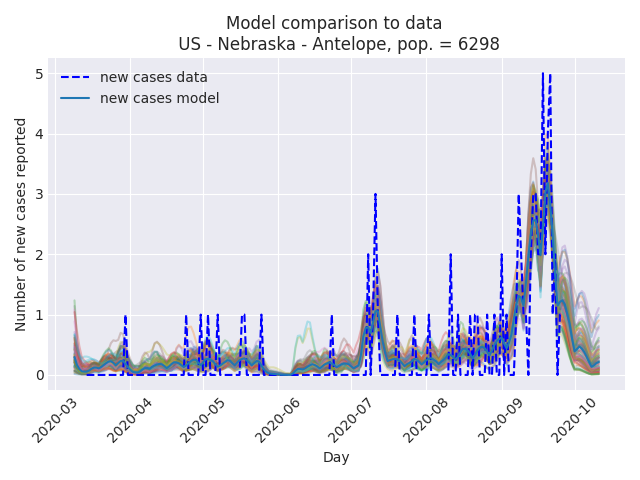 Model comparison to data
US - Nebraska - Antelope, pop. = 6298
new cases data
new cases model
Number of new cases reported
5
4
3
2
1
0
2020-03
2020-04
2020-05
2020-06
2020-07
2020-08
2020-09
2020-10
Day